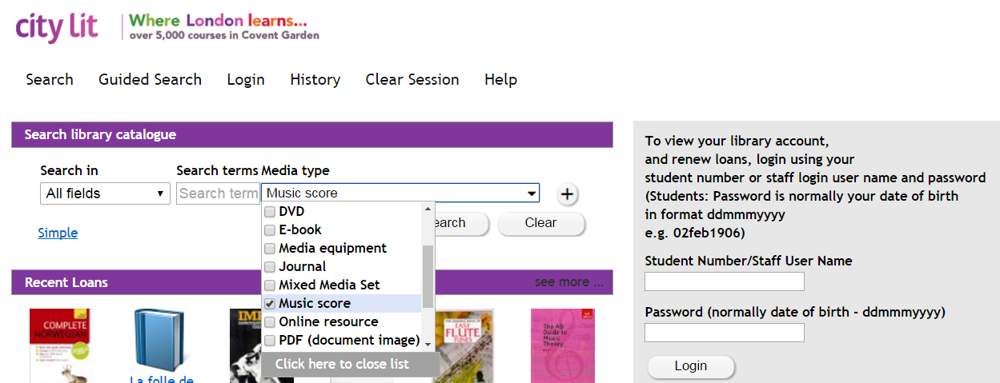 city lit
Where London learns...
over 5,000 courses in Covent Garden
Search Guided Search Login History Clear Session Help
Search library catalogue
Search in Search terms Media type
All fields Search term Music score
DVD
E-book
Media equipment
Journal
Mixed Media Set
Music score
Online resource
PDF (document image)
Click here to close list
earch Clear
Simple
Recent Loans see more ...
COMPLETE
NORWEGIAN
La folle de
EASY
FLUTE
TUNES
The AB
Guide to
Music
Theory
To view your library account,
and renew loans, login using your
student number or staff login user name and password
(Students: Password is normally your date of birth
in format ddmmmyyyy
e.g. 02feb1906)
Student Number/Staff User Name
Password (normally date of birth - ddmmmyyyy)
Login